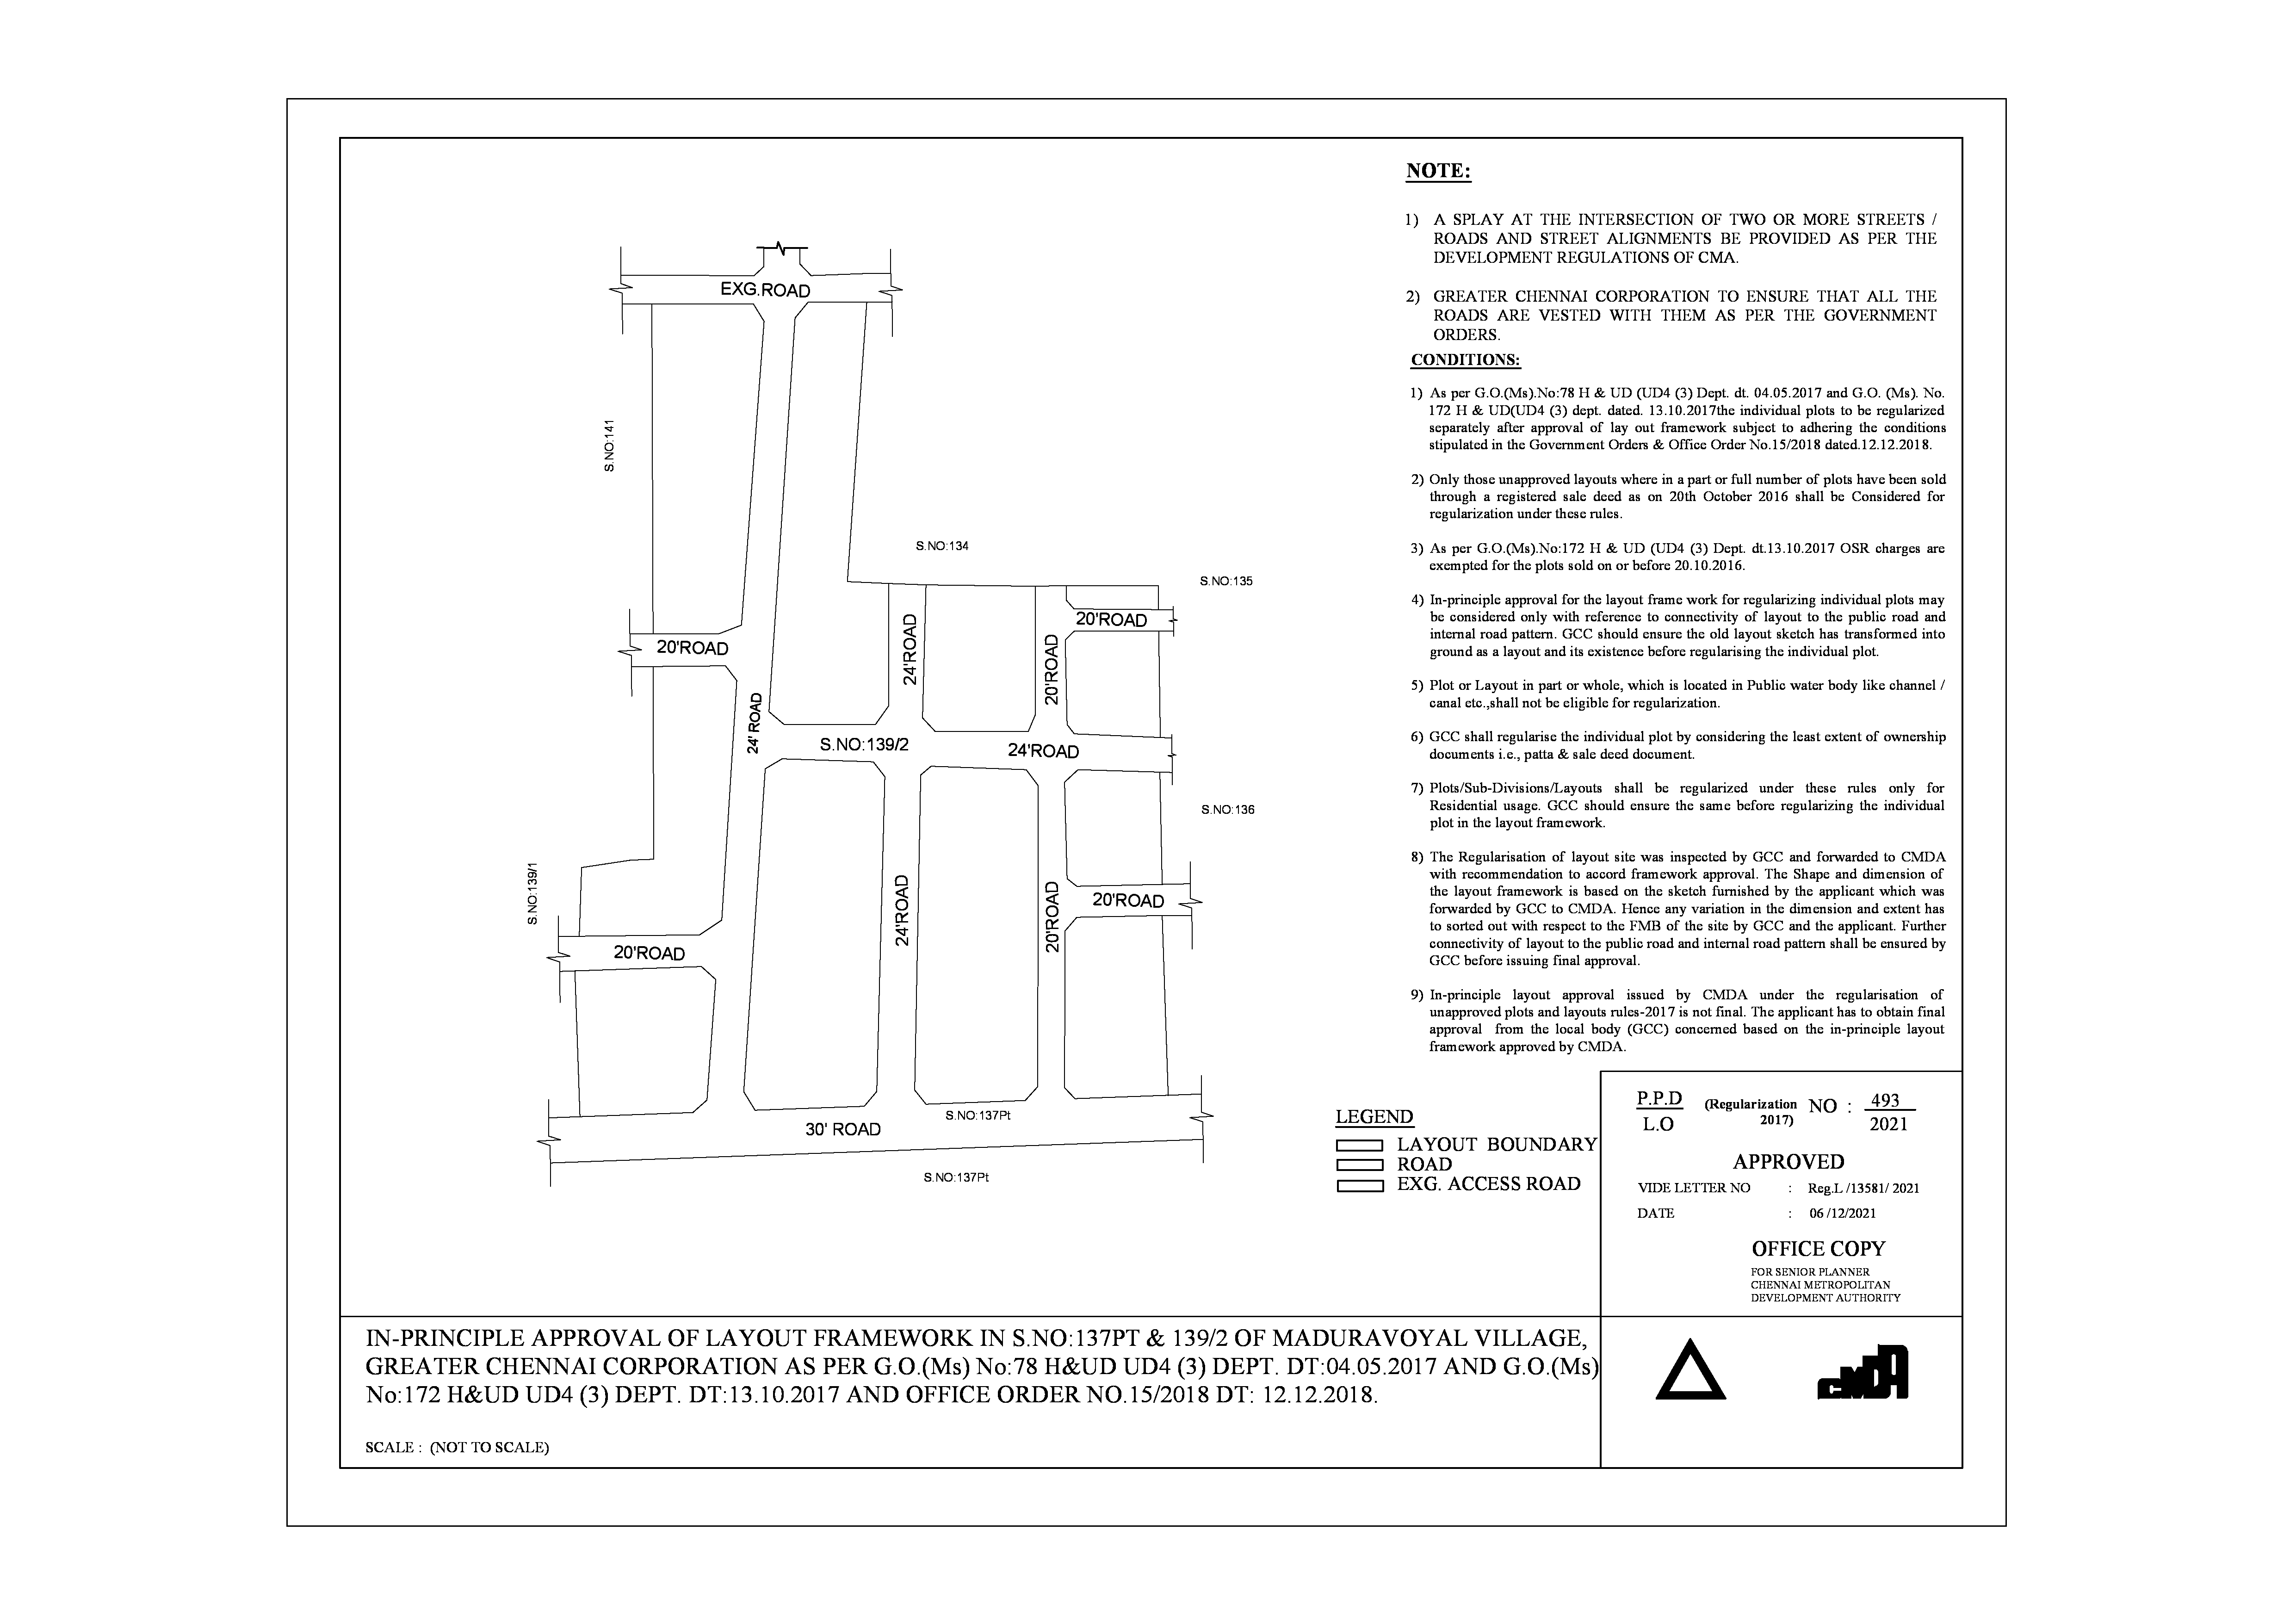 EXG.ROAD
S.NO:141
S.NO:134
S.NO:135
20'ROAD
24'ROAD
20'ROAD
20'ROAD
24' ROAD
S.NO:139/2
24'ROAD
S.NO:136
S.NO:139/1
24'ROAD
20'ROAD
20'ROAD
20'ROAD
S.NO:137Pt
30' ROAD
S.NO:137Pt
NOTE:
1) A SPLAY AT THE INTERSECTION OF TWO OR MORE STREETS /
ROADS AND STREET ALIGNMENTS BE PROVIDED AS PER THE
DEVELOPMENT REGULATIONS OF CMA.
2) GREATER CHENNAI CORPORATION TO ENSURE THAT ALL THE
ROADS ARE VESTED WITH THEM AS PER THE GOVERNMENT
ORDERS.
CONDITIONS:
1) As per G.O.(Ms).No:78 H & UD (UD4 (3) Dept. dt. 04.05.2017 and G.O. (Ms). No.
172 H & UD(UD4 (3) dept. dated. 13.10.2017the individual plots to be regularized
separately after approval of lay out framework subject to adhering the conditions
stipulated in the Government Orders & Office Order No.15/2018 dated.12.12.2018.
2) Only those unapproved layouts where in a part or full number of plots have been sold
through a registered sale deed as on 20th October 2016 shall be Considered for
regularization under these rules.
3) As per G.O.(Ms).No:172 H & UD (UD4 (3) Dept. dt.13.10.2017 OSR charges are
exempted for the plots sold on or before 20.10.2016.
4) In-principle approval for the layout frame work for regularizing individual plots may
be considered only with reference to connectivity of layout to the public road and
internal road pattern. GCC should ensure the old layout sketch has transformed into
ground as a layout and its existence before regularising the individual plot.
5) Plot or Layout in part or whole, which is located in Public water body like channel /
canal etc.,shall not be eligible for regularization.
6) GCC shall regularise the individual plot by considering the least extent of ownership
documents i.e., patta & sale deed document.
7) Plots/Sub-Divisions/Layouts shall be regularized under these rules only for
Residential usage. GCC should ensure the same before regularizing the individual
plot in the layout framework.
8) The Regularisation of layout site was inspected by GCC and forwarded to CMDA
with recommendation to accord framework approval. The Shape and dimension of
the layout framework is based on the sketch furnished by the applicant which was
forwarded by GCC to CMDA. Hence any variation in the dimension and extent has
to sorted out with respect to the FMB of the site by GCC and the applicant. Further
connectivity of layout to the public road and internal road pattern shall be ensured by
GCC before issuing final approval.
9) In-principle layout approval issued by CMDA under the regularisation of
unapproved plots and layouts rules-2017 is not final. The applicant has to obtain final
approval from the local body (GCC) concerned based on the in-principle layout
framework approved by CMDA.
LEGEND
LAYOUT BOUNDARY
ROAD
EXG. ACCESS ROAD
P.P.D
L.O
(Regularization
2017)
NO : 493
2021
APPROVED
VIDE LETTER NO : Reg.L /13581/ 2021
DATE : 06 /12/2021
OFFICE COPY
FOR SENIOR PLANNER
CHENNAI METROPOLITAN
DEVELOPMENT AUTHORITY
IN-PRINCIPLE APPROVAL OF LAYOUT FRAMEWORK IN S.NO:137PT & 139/2 OF MADURAVOYAL VILLAGE,
GREATER CHENNAI CORPORATION AS PER G.O.(Ms) No:78 H&UD UD4 (3) DEPT. DT:04.05.2017 AND G.O.(Ms)
No:172 H&UD UD4 (3) DEPT. DT:13.10.2017 AND OFFICE ORDER NO.15/2018 DT: 12.12.2018.
SCALE : (NOT TO SCALE)
CMDA